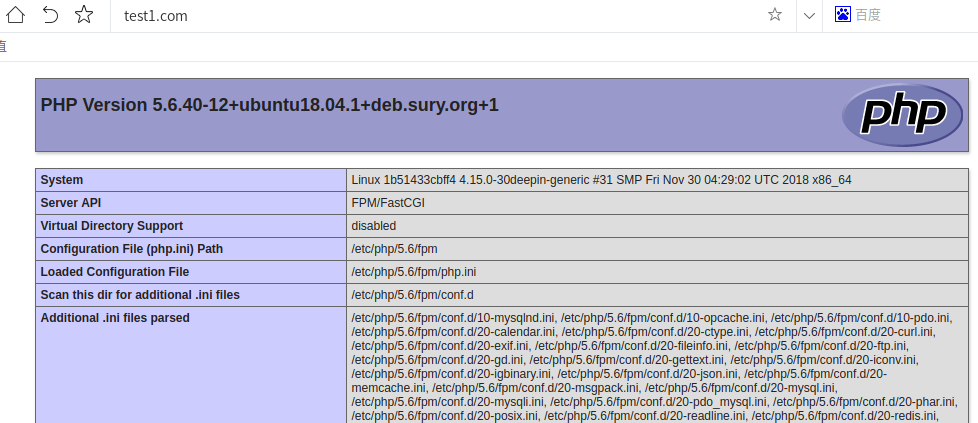 test1.com
百度
值
PHP Version 5.6.40-12+ubuntu18.04.1+deb.sury.org+1
php
System
Linux 1b51433cbff4 4.15.0-30deepin-generic #31 SMP Fri Nov 30 04:29:02 UTC 2018 x86_64
Server API
FPM/FastCGI
Virtual Directory Support
disabled
Configuration File (php.ini) Path
/etc/php/5.6/fpm
Loaded Configuration File
/etc/php/5.6/fpm/php.ini
Scan this dir for additional .ini files
/etc/php/5.6/fpm/conf.d
Additional .ini files parsed
/etc/php/5.6/fpm/conf.d/10-mysqlnd.ini, /etc/php/5.6/fpm/conf.d/10-opcache.ini, /etc/php/5.6/fpm/conf.d/10-pdo.ini,
/etc/php/5.6/fpm/conf.d/20-calendar.ini, /etc/php/5.6/fpm/conf.d/20-ctype.ini, /etc/php/5.6/fpm/conf.d/20-curl.ini,
/etc/php/5.6/fpm/conf.d/20-exif.ini, /etc/php/5.6/fpm/conf.d/20-fileinfo.ini, /etc/php/5.6/fpm/conf.d/20-ftp.ini,
/etc/php/5.6/fpm/conf.d/20-gd.ini, /etc/php/5.6/fpm/conf.d/20-gettext.ini, /etc/php/5.6/fpm/conf.d/20-iconv.ini,
/etc/php/5.6/fpm/conf.d/20-igbinary.ini, /etc/php/5.6/fpm/conf.d/20-json.ini, /etc/php/5.6/fpm/conf.d/20-
memcache.ini, /etc/php/5.6/fpm/conf.d/20-msgpack.ini, /etc/php/5.6/fpm/conf.d/20-mysql.ini,
/etc/php/5.6/fpm/conf.d/20-mysqli.ini, /etc/php/5.6/fpm/conf.d/20-pdo_mysql.ini, /etc/php/5.6/fpm/conf.d/20-phar.ini,
/etc/php/5.6/fpm/conf.d/20-posix.ini, /etc/php/5.6/fpm/conf.d/20-readline.ini, /etc/php/5.6/fpm/conf.d/20-redis.ini,